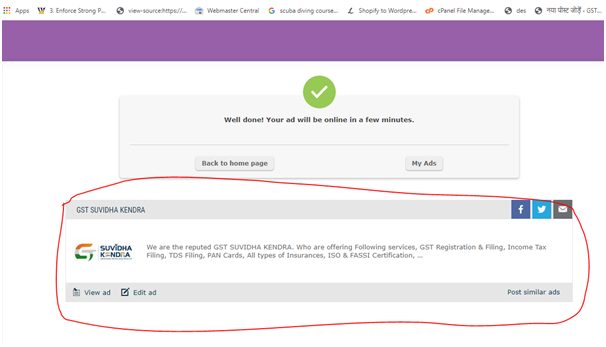 Apps 3. Enforce Strong P... view-source:https://... Webmaster Central scuba diving course... Shopify to Wordpre... cPanel File Manage... des नया पोस्ट जोड़ें ‹ GST...
Well done! Your ad will be online in a few minutes.
Back to home page My Ads
GST SUVIDHA KENDRA
SUVIDHA
KENDRA
We are the reputed GST SUVIDHA KENDRA. Who are offering Following services, GST Registration & Filing, Income Tax
Filing, TDS Filing, PAN Cards, All types of Insurances, ISO & FASSI Certification, ...
View ad Edit ad Post similar ads